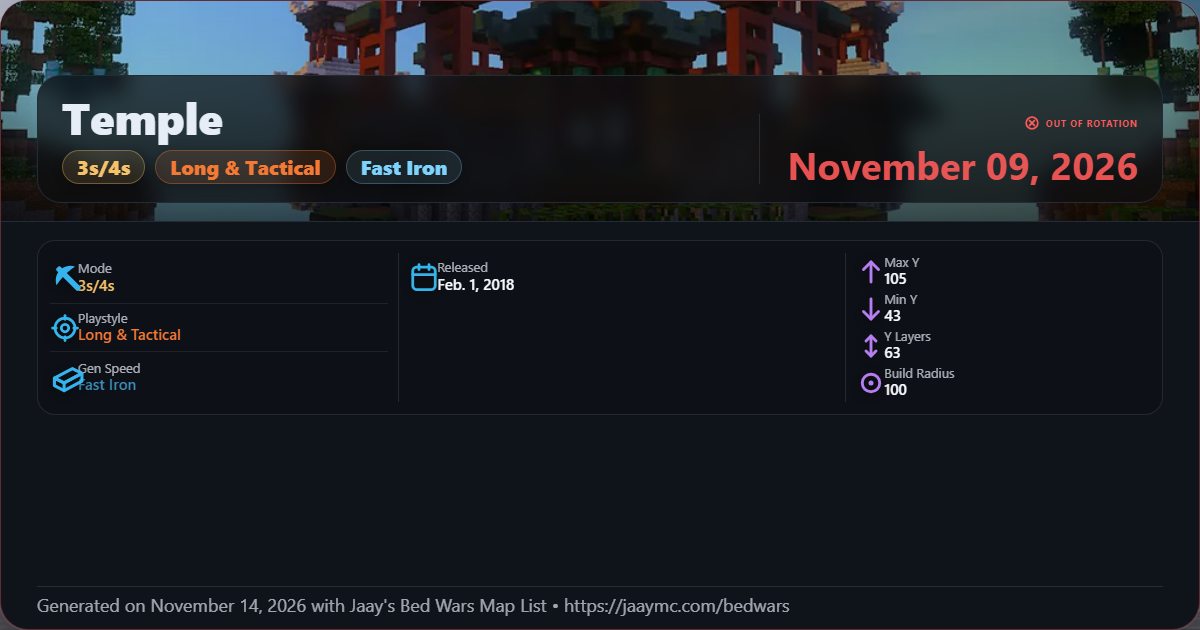 Temple
3s/4s
Long & Tactical
Fast Iron
OUT OF ROTATION
November 09, 2026
Mode
3s/4s
Playstyle
Long & Tactical
Gen Speed
Fast Iron
Released
Feb. 1, 2018
Max Y
105
Min Y
43
Y Layers
63
Build Radius
100
Generated on November 14, 2026 with Jaay's Bed Wars Map List • https://jaaymc.com/bedwars